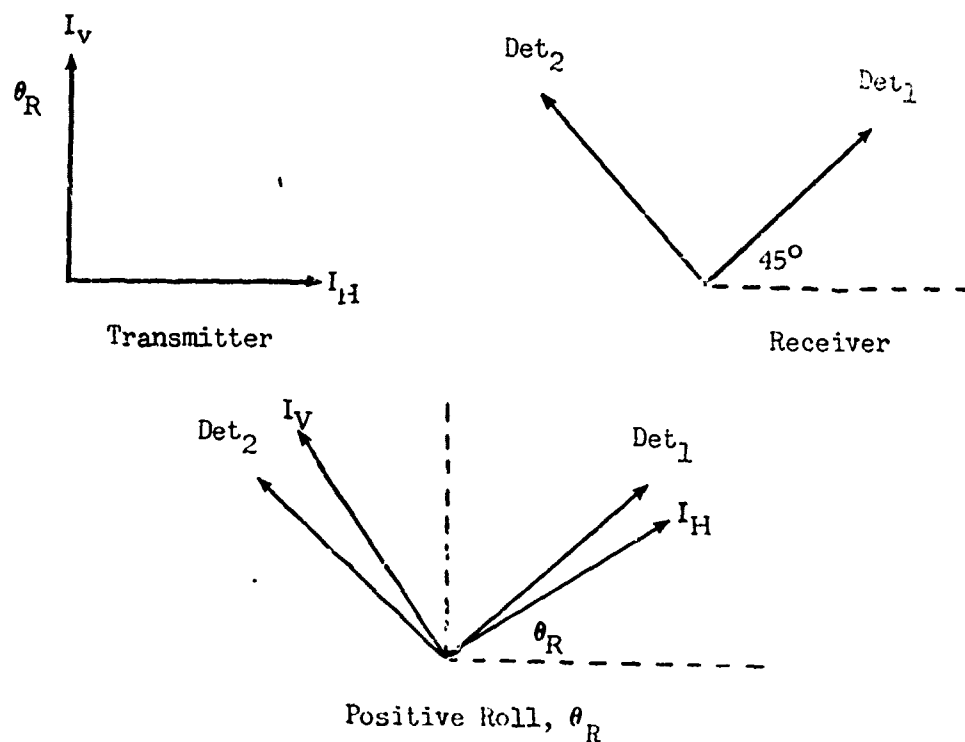 I_V
θ_R
I_H
Transmitter
Det_2
Det_1
45°
Receiver
Det_2
I_V
Det_1
I_H
θ_R
Positive Roll, θ_R